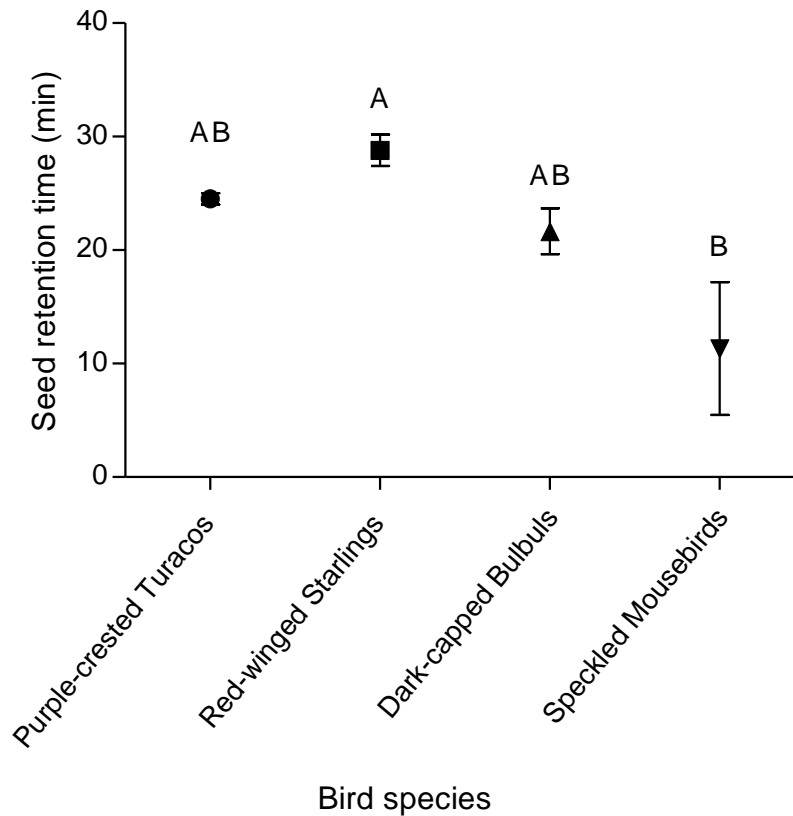 40
30
20
10
0
Seed retention time (min)
AB
A
AB
B
Purple-crested Turacos
Red-winged Starlings
Dark-capped Bulbuls
Speckled Mousebirds
Bird species